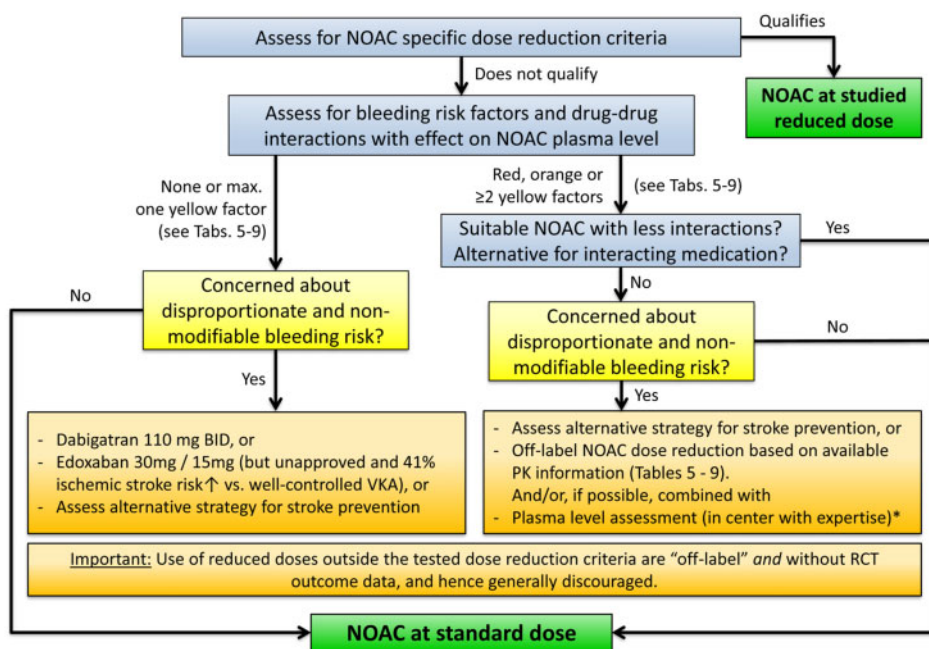 Assess for NOAC specific dose reduction criteria
Qualifies
NOAC at studied
reduced dose
Does not qualify
Assess for bleeding risk factors and drug-drug
interactions with effect on NOAC plasma level
None or max.
one yellow factor
(see Tabs. 5-9)
Red, orange or
≥2 yellow factors
(see Tabs. 5-9)
Suitable NOAC with less interactions?
Alternative for interacting medication?
Yes
No
No
Concerned about
disproportionate and non-
modifiable bleeding risk?
Concerned about
disproportionate and non-
modifiable bleeding risk?
No
Yes
Yes
- Dabigatran 110 mg BID, or
- Edoxaban 30mg / 15mg (but unapproved and 41%
ischemic stroke risk↑ vs. well-controlled VKA), or
- Assess alternative strategy for stroke prevention
- Assess alternative strategy for stroke prevention, or
- Off-label NOAC dose reduction based on available
PK information (Tables 5 - 9).
And/or, if possible, combined with
- Plasma level assessment (in center with expertise)*
Important: Use of reduced doses outside the tested dose reduction criteria are “off-label” and without RCT
outcome data, and hence generally discouraged.
NOAC at standard dose